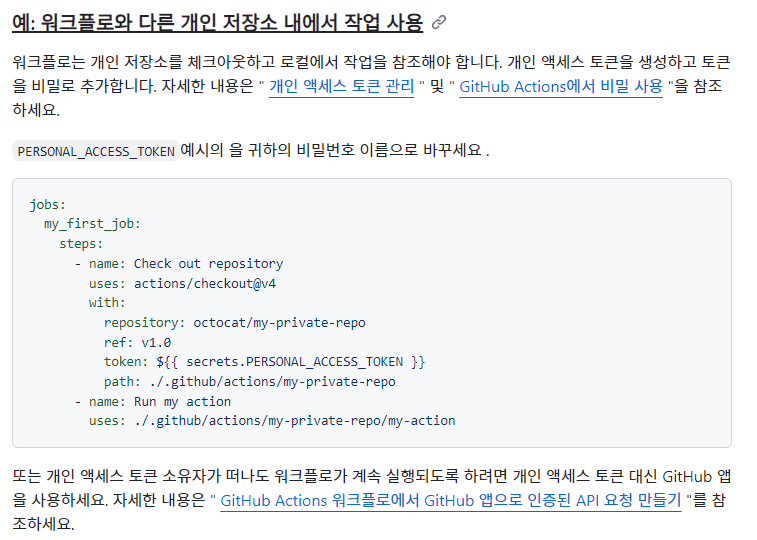 예: 워크플로와 다른 개인 저장소 내에서 작업 사용
워크플로는 개인 저장소를 체크아웃하고 로컬에서 작업을 참조해야 합니다. 개인 액세스 토큰을 생성하고 토큰
을 비밀로 추가합니다. 자세한 내용은 " 개인 액세스 토큰 관리 " 및 " GitHub Actions에서 비밀 사용 "을 참조
하세요.
PERSONAL_ACCESS_TOKEN 예시의 을 귀하의 비밀번호 이름으로 바꾸세요 .
jobs:
  my_first_job:
    steps:
      - name: Check out repository
        uses: actions/checkout@v4
        with:
          repository: octocat/my-private-repo
          ref: v1.0
          token: ${{ secrets.PERSONAL_ACCESS_TOKEN }}
          path: ./.github/actions/my-private-repo
      - name: Run my action
        uses: ./.github/actions/my-private-repo/my-action
또는 개인 액세스 토큰 소유자가 떠나도 워크플로가 계속 실행되도록 하려면 개인 액세스 토큰 대신 GitHub 앱
을 사용하세요. 자세한 내용은 " GitHub Actions 워크플로에서 GitHub 앱으로 인증된 API 요청 만들기 "를 참
조하세요.